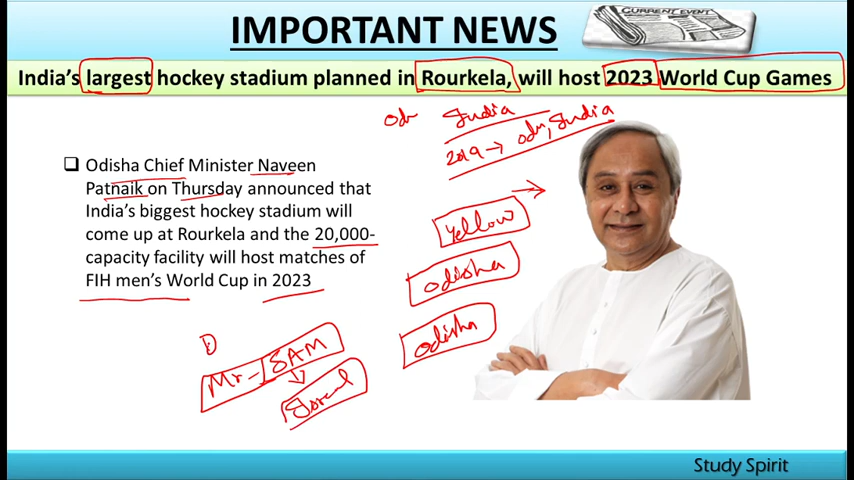 IMPORTANT NEWS
CURRENT EVENT
India's largest hockey stadium planned in Rourkela, will host 2023 World Cup Games
India
2019 → odi, India
❑ Odisha Chief Minister Naveen
Patnaik on Thursday announced that
India's biggest hockey stadium will
come up at Rourkela and the 20,000-
capacity facility will host matches of
FIH men's World Cup in 2023
Yellow
Odisha
Odisha
Mr - SAM
Study Spirit